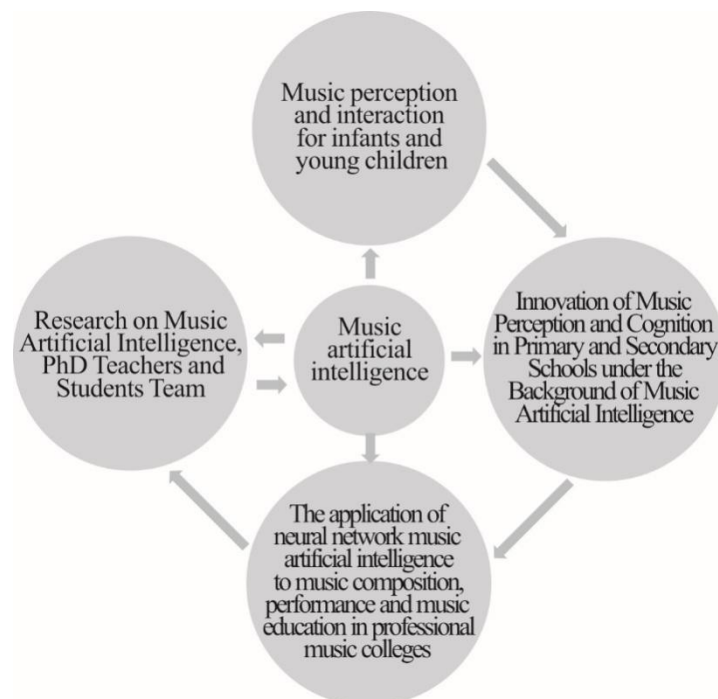 Music perception
and interaction
for infants and
young children
Research on Music
Artificial Intelligence,
PhD Teachers and
Students Team
Music
artificial
intelligence
Innovation of Music
Perception and Cognition
in Primary and Secondary
Schools under the
Background of Music
Artificial Intelligence
The application of
neural network music
artificial intelligence
to music composition,
performance and music
education in professional
music colleges